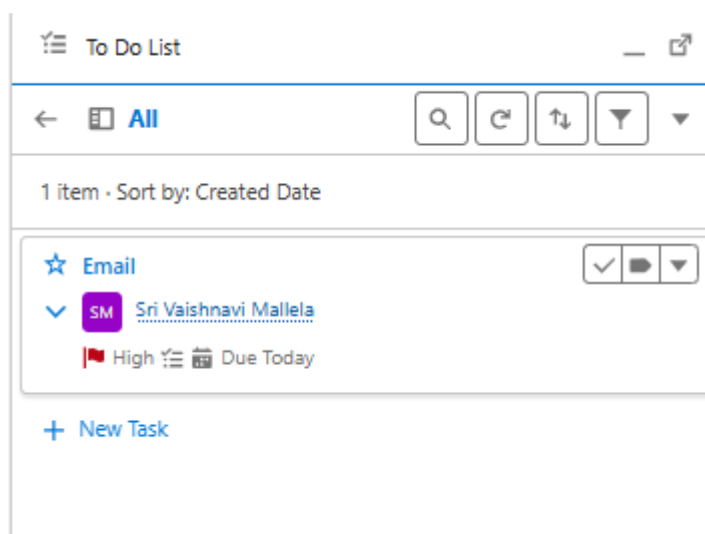 To Do List
All
1 item · Sort by: Created Date
Email
SM Sri Vaishnavi Mallela
High Due Today
New Task